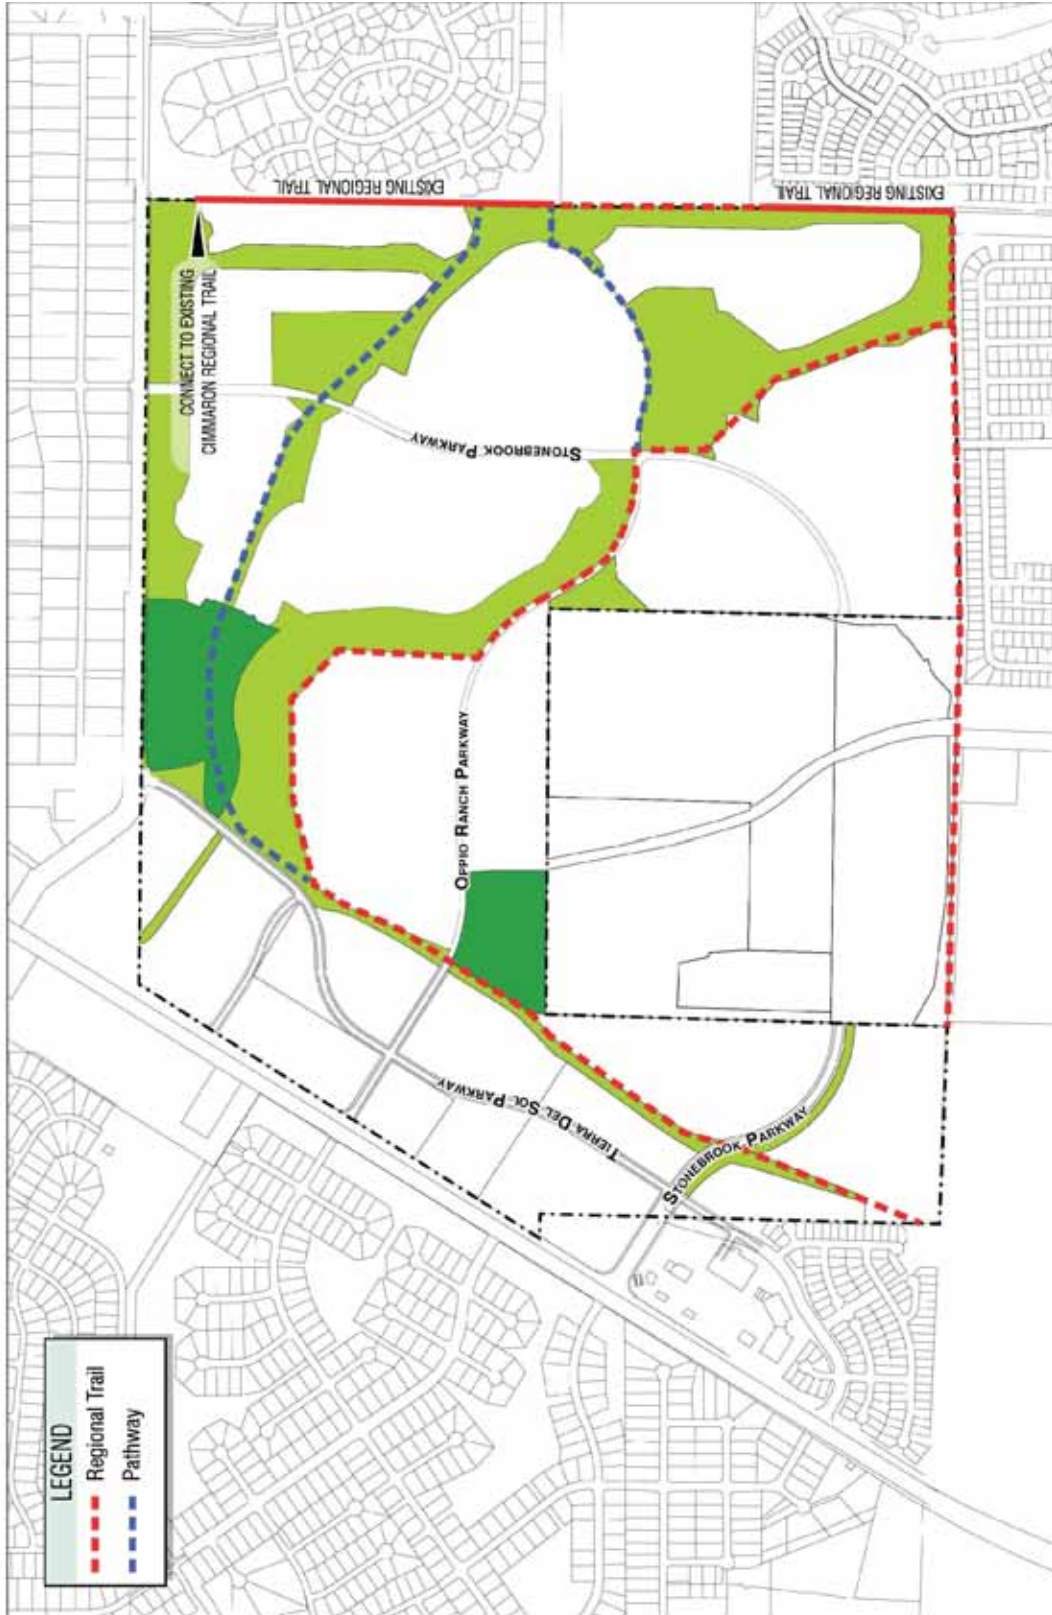 LEGEND
Regional Trail
Pathway
CONNECT TO EXISTING
CIMMARON REGIONAL TRAIL
EXISTING REGIONAL TRAIL
EXISTING REGIONAL TRAIL
STONEBROOK PARKWAY
OPPIO RANCH PARKWAY
TIERRA DEL SOL PARKWAY
STONEBROOK PARKWAY